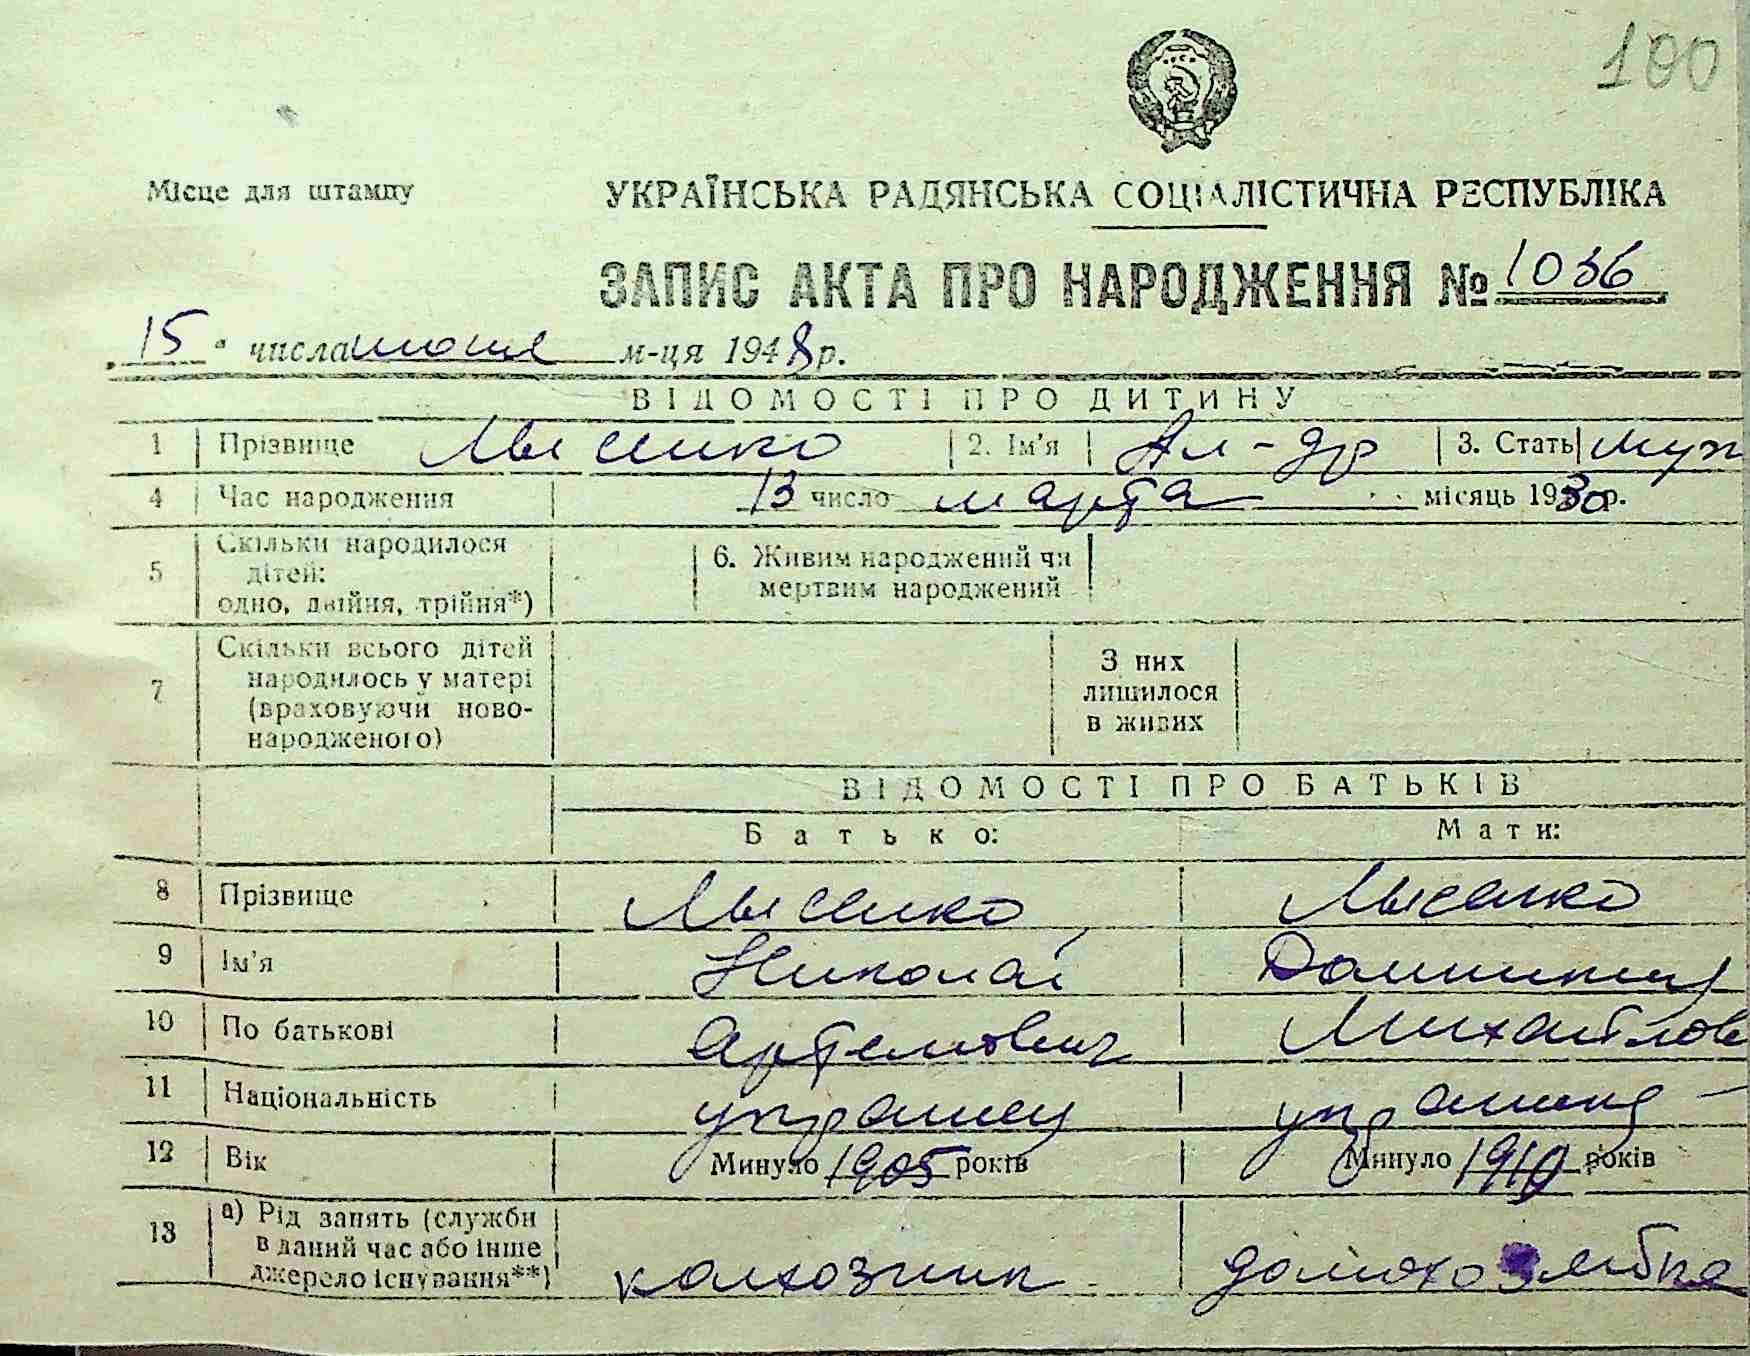 100
Місце для штампу
УКРАЇНСЬКА РАДЯНСЬКА СОЦІАЛІСТИЧНА РЕСПУБЛІКА
ЗАПИС АКТА ПРО НАРОДЖЕННЯ № 1036
"15" числа июня м-ця 1948 р.
ВІДОМОСТІ ПРО ДИТИНУ
1 Прізвище Лысенко 2. Ім'я Ал-др 3. Стать муж
4 Час народження 13 число марта місяць 1930 р.
5 Скільки народилося дітей: одно, двійня, трійня*) 6. Живим народжений чи мертвим народжений
7 Скільки всього дітей народилось у матері (враховуючи новонародженого) З них лишилося в живих
ВІДОМОСТІ ПРО БАТЬКІВ
Батько: Мати:
8 Прізвище Лысенко Лысенко
9 Ім'я Николай
10 По батькові Артемович Михайлов
11 Національність украинец украинка
12 Вік Минуло 1905 років Минуло 1910 років
13 а) Рід занять (служби в даний час або інше джерело існування**) колхозник домохозяйка